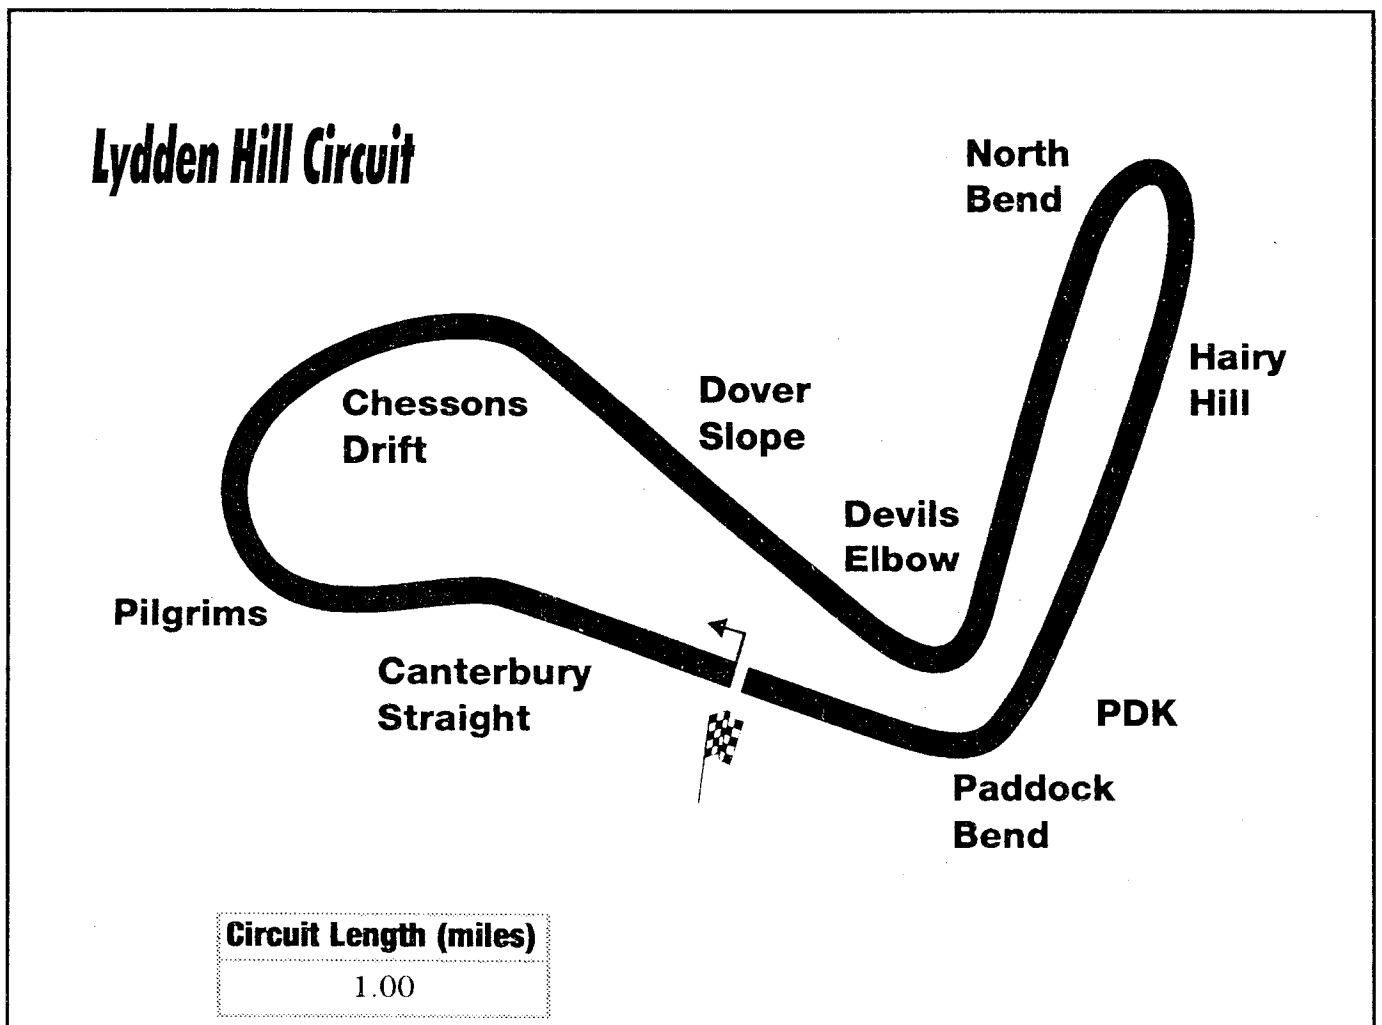 Lydden Hill Circuit
North
Bend
Hairy
Hill
Chessons
Drift
Dover
Slope
Devils
Elbow
Pilgrims
Canterbury
Straight
PDK
Paddock
Bend
Circuit Length (miles)
1.00